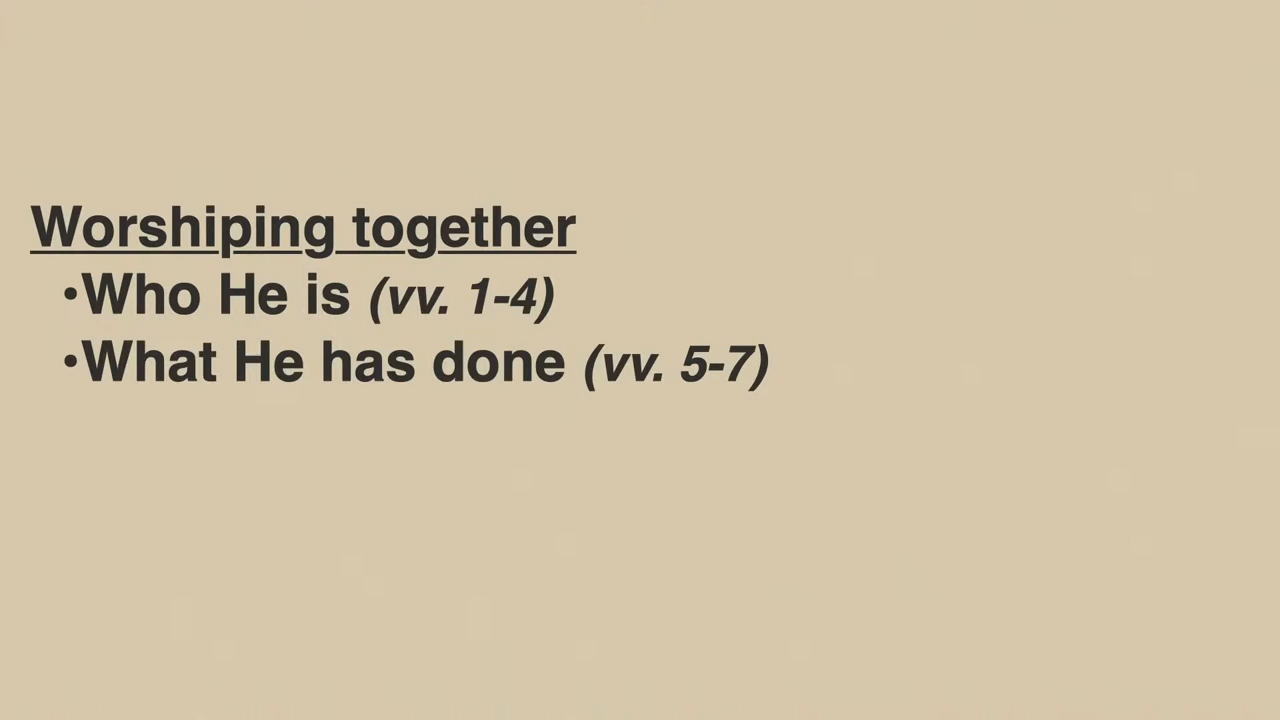 Worshiping together
•Who He is (vv. 1-4)
•What He has done (vv. 5-7)